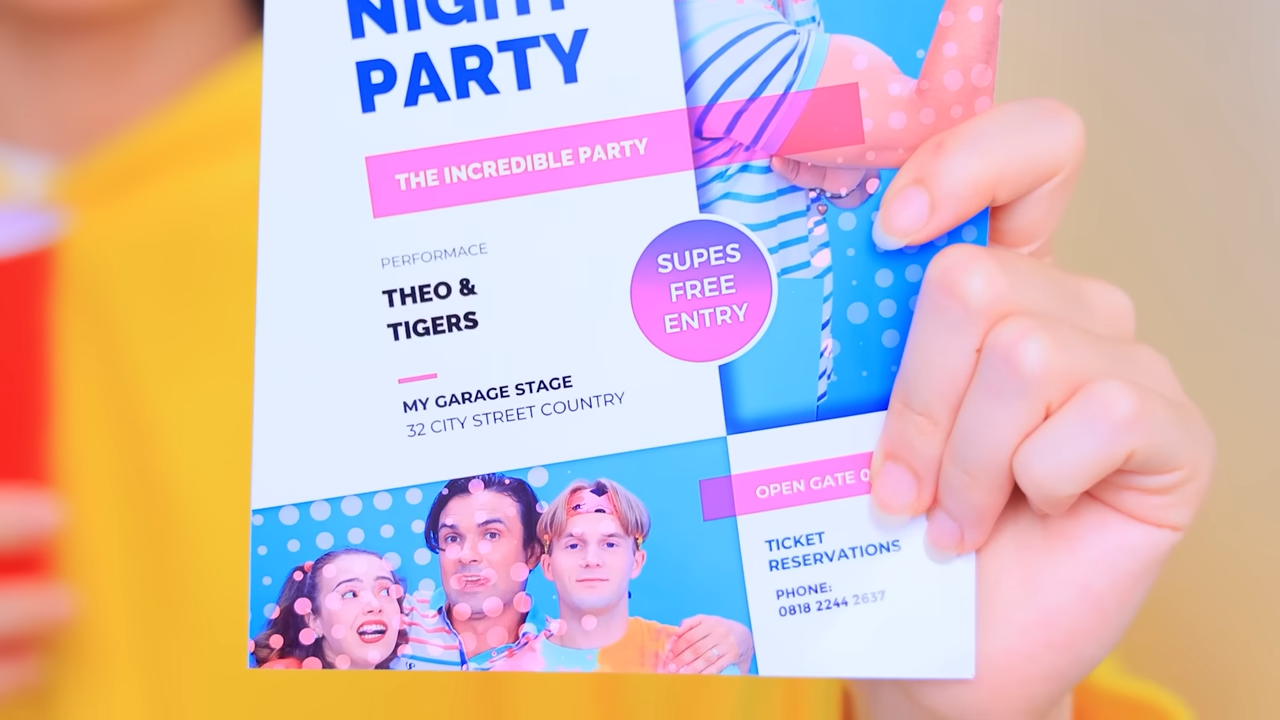 NIGHT
PARTY
THE INCREDIBLE PARTY
PERFORMACE
THEO &
TIGERS
SUPES
FREE
ENTRY
MY GARAGE STAGE
32 CITY STREET COUNTRY
OPEN GATE
TICKET
RESERVATIONS
PHONE:
0818 2244 2637